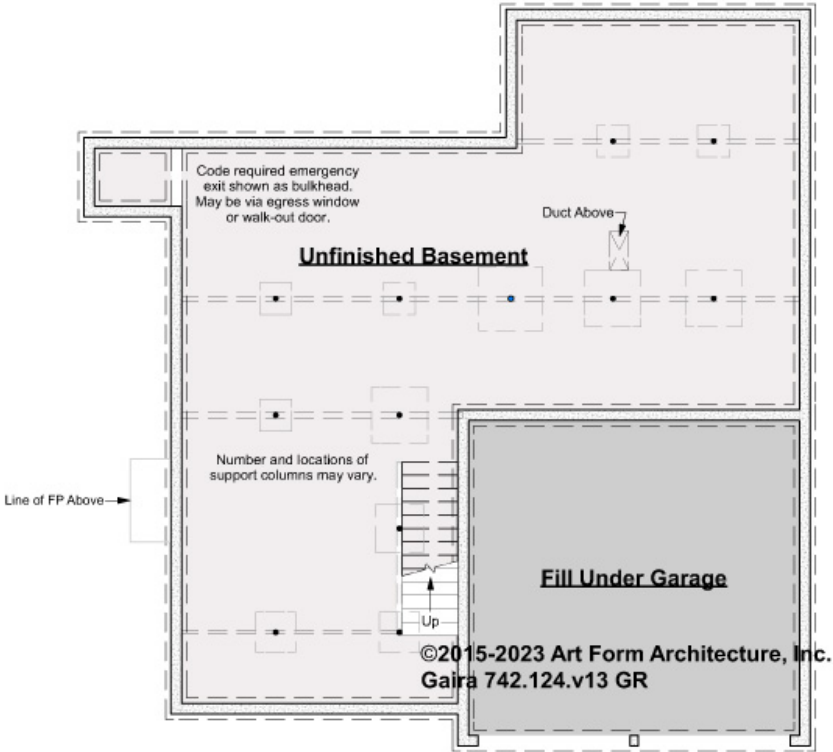 Code required emergency
exit shown as bulkhead.
May be via egress window
or walk-out door.
Duct Above
Unfinished Basement
Number and locations of
support columns may vary.
Line of FP Above
Fill Under Garage
Up
©2015-2023 Art Form Architecture, Inc.
Gaira 742.124.v13 GR